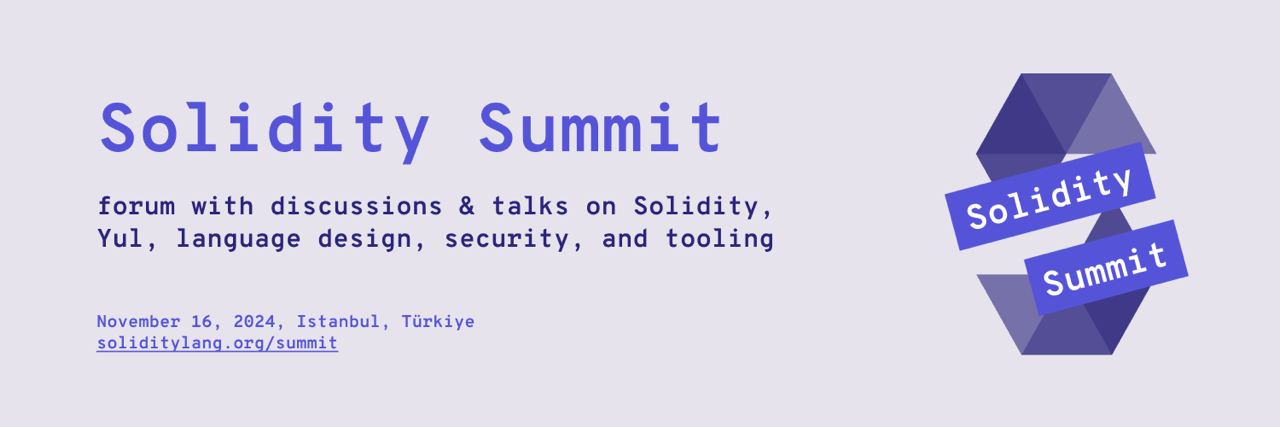 Solidity Summit
forum with discussions & talks on Solidity,
Yul, language design, security, and tooling
November 16, 2024, Istanbul, Türkiye
soliditylang.org/summit
Solidity
Summit